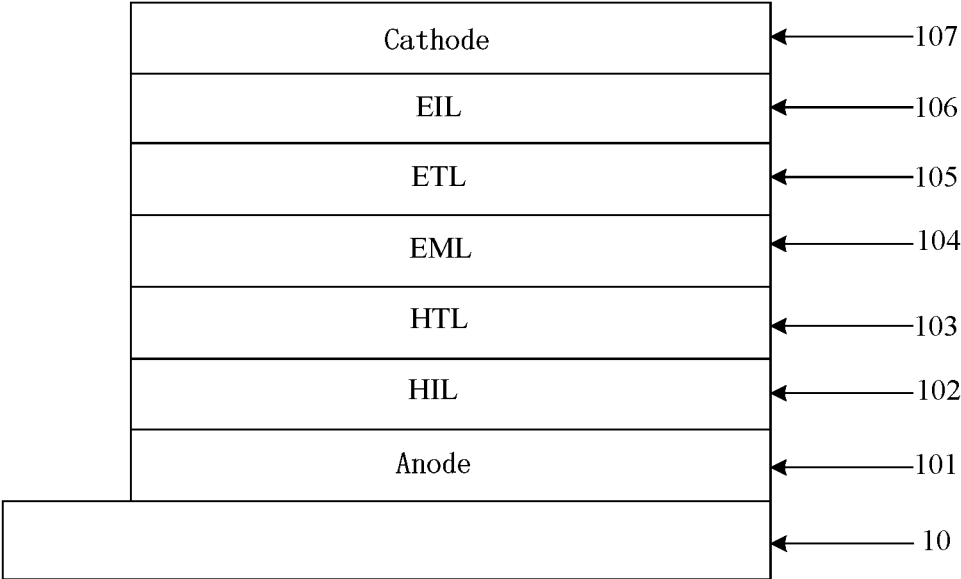 Cathode 107
EIL 106
ETL 105
EML 104
HTL 103
HIL 102
Anode 101
10